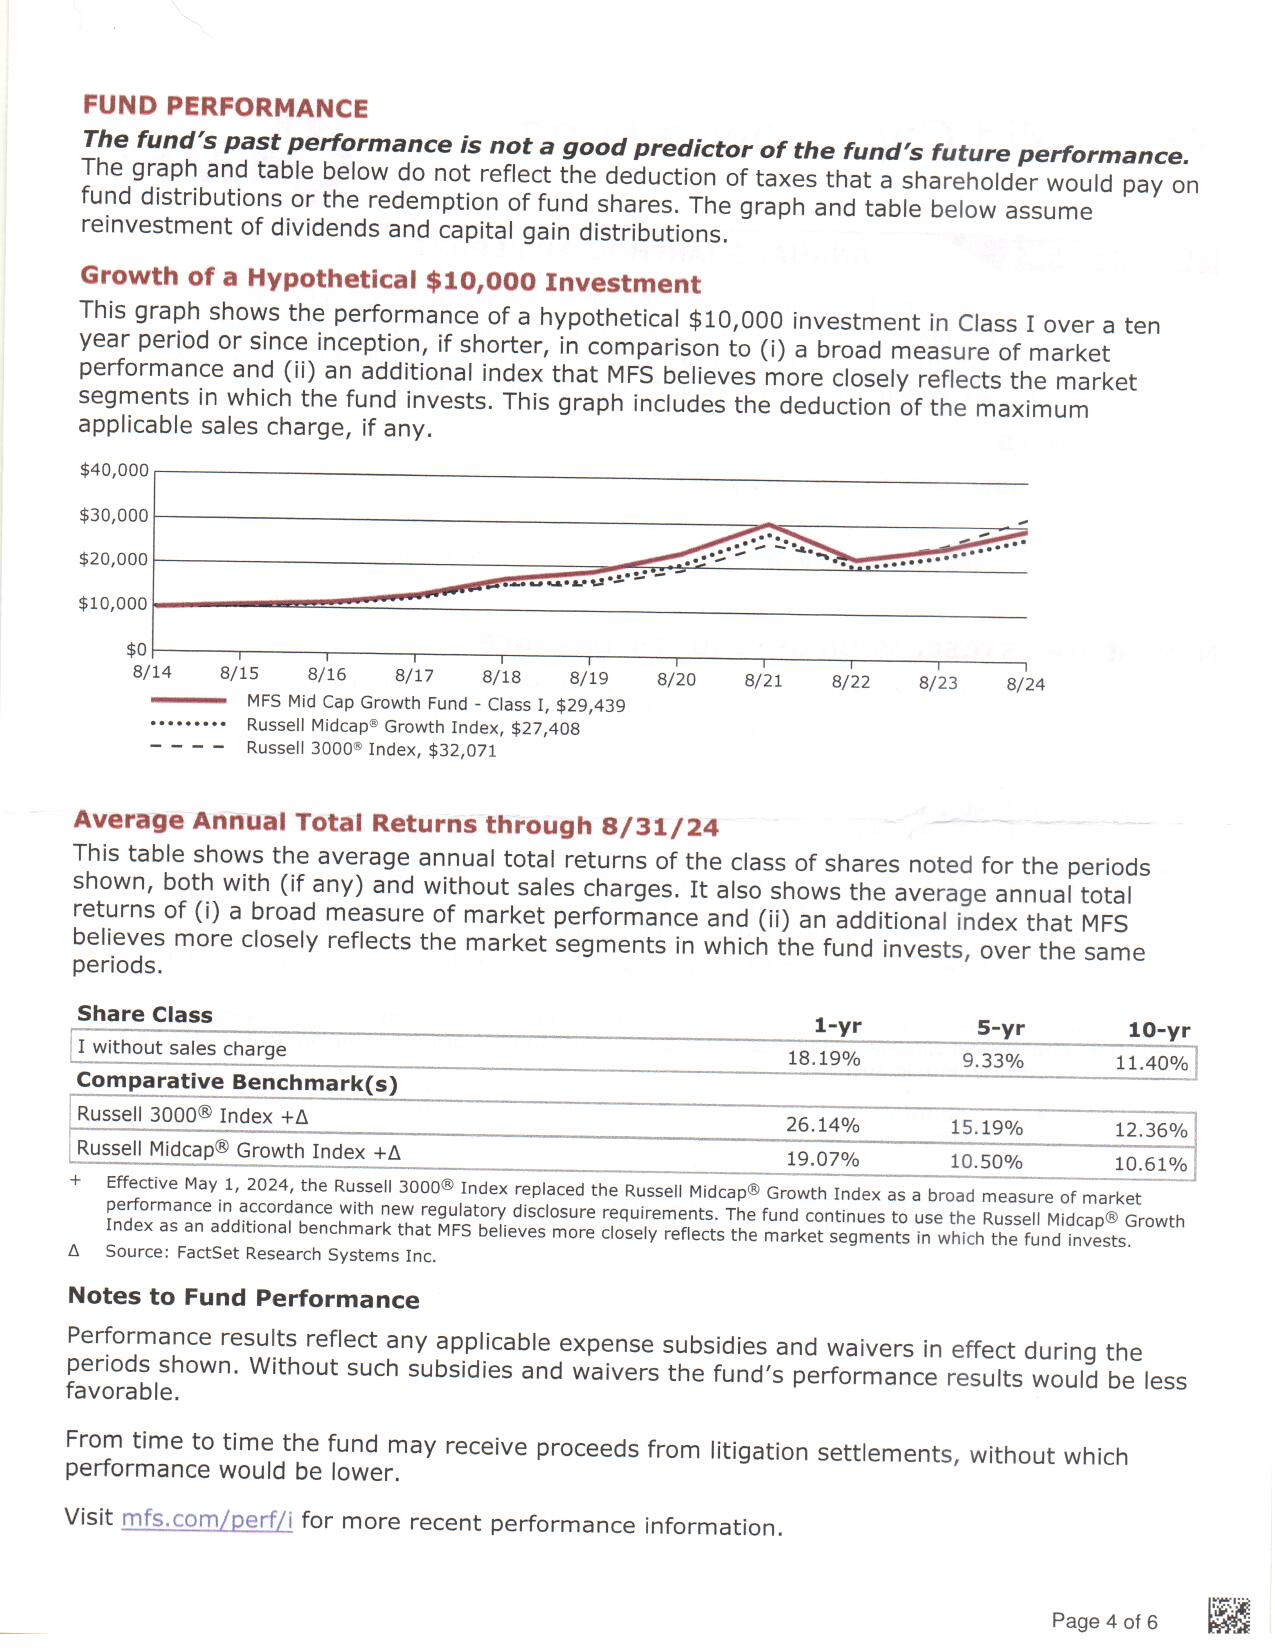 FUND PERFORMANCE
The fund's past performance is not a good predictor of the fund's future performance.
The graph and table below do not reflect the deduction of taxes that a shareholder would pay on
fund distributions or the redemption of fund shares. The graph and table below assume
reinvestment of dividends and capital gain distributions.
Growth of a Hypothetical $10,000 Investment
This graph shows the performance of a hypothetical $10,000 investment in Class I over a ten
year period or since inception, if shorter, in comparison to (i) a broad measure of market
performance and (ii) an additional index that MFS believes more closely reflects the market
segments in which the fund invests. This graph includes the deduction of the maximum
applicable sales charge, if any.
$40,000
$30,000
$20,000
$10,000
$0
8/14 8/15 8/16 8/17 8/18 8/19 8/20 8/21 8/22 8/23 8/24
MFS Mid Cap Growth Fund - Class I, $29,439
Russell Midcap® Growth Index, $27,408
Russell 3000® Index, $32,071
Average Annual Total Returns through 8/31/24
This table shows the average annual total returns of the class of shares noted for the periods
shown, both with (if any) and without sales charges. It also shows the average annual total
returns of (i) a broad measure of market performance and (ii) an additional index that MFS
believes more closely reflects the market segments in which the fund invests, over the same
periods.
Share Class 1-yr 5-yr 10-yr
I without sales charge 18.19% 9.33% 11.40%
Comparative Benchmark(s)
Russell 3000® Index +Δ 26.14% 15.19% 12.36%
Russell Midcap® Growth Index +Δ 19.07% 10.50% 10.61%
+ Effective May 1, 2024, the Russell 3000® Index replaced the Russell Midcap® Growth Index as a broad measure of market
performance in accordance with new regulatory disclosure requirements. The fund continues to use the Russell Midcap® Growth
Index as an additional benchmark that MFS believes more closely reflects the market segments in which the fund invests.
Δ Source: FactSet Research Systems Inc.
Notes to Fund Performance
Performance results reflect any applicable expense subsidies and waivers in effect during the
periods shown. Without such subsidies and waivers the fund's performance results would be less
favorable.
From time to time the fund may receive proceeds from litigation settlements, without which
performance would be lower.
Visit mfs.com/perf/i for more recent performance information.
Page 4 of 6